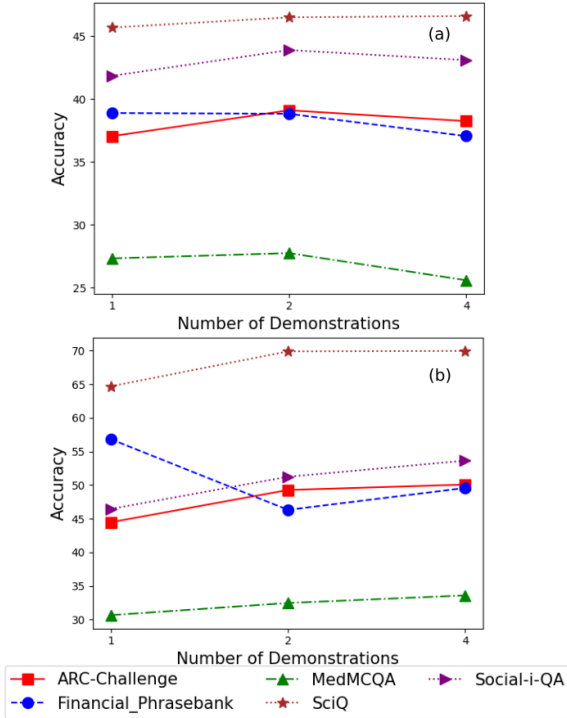 (a)
45
40
35
30
25
Accuracy
1 2 4
Number of Demonstrations
(b)
70
65
60
55
50
45
40
35
30
Accuracy
1 2 4
Number of Demonstrations
ARC-Challenge MedMCQA Social-i-QA
Financial_Phrasebank SciQ